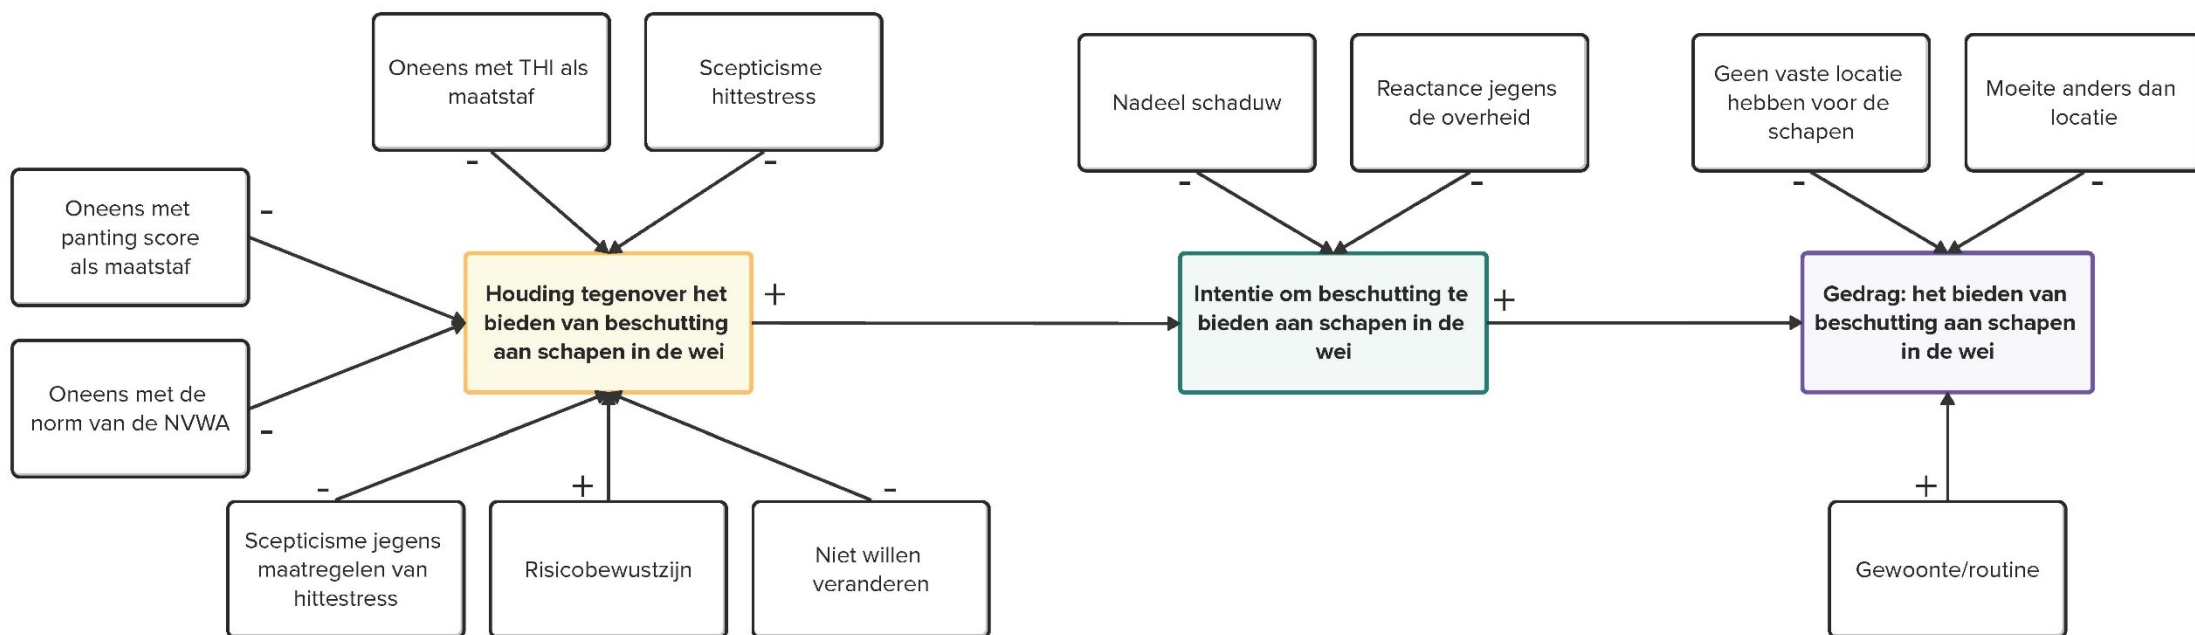 Oneens met THI als
maatstaf
-
Scepticisme
hittestress
-
Nadeel schaduw
-
Reactance jegens
de overheid
-
Geen vaste locatie
hebben voor de
schapen
-
Moeite anders dan
locatie
-
Oneens met
panting score
als maatstaf
-
Oneens met de
norm van de NVWA
-
Houding tegenover het
bieden van beschutting
aan schapen in de wei
+
Intentie om beschutting te
bieden aan schapen in de
wei
+
Gedrag: het bieden van
beschutting aan schapen
in de wei
-
Scepticisme jegens
maatregelen van
hittestress
+
Risicobewustzijn
-
Niet willen
veranderen
+
Gewoonte/routine